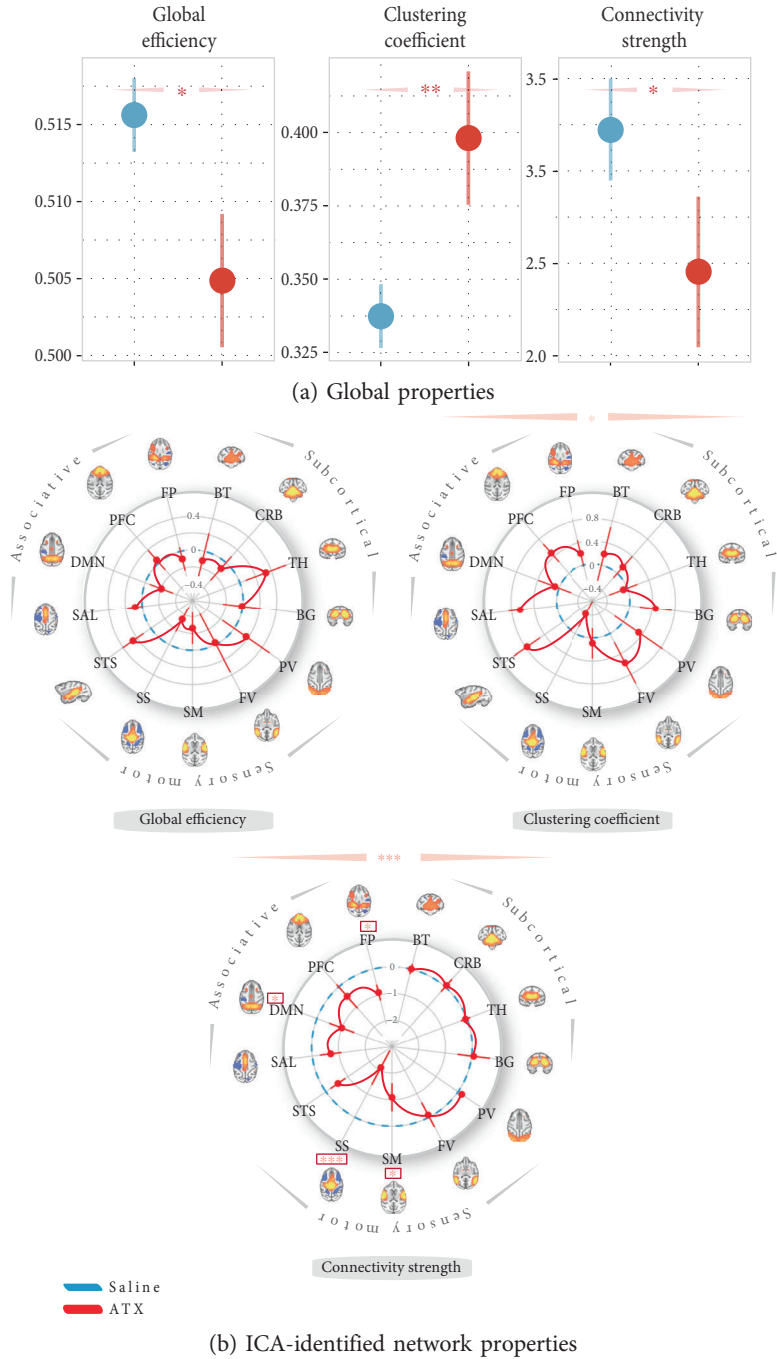 Global efficiency
Clustering coefficient
Connectivity strength
*
**
*
0.515
0.510
0.505
0.500
0.400
0.375
0.350
0.325
3.5
3.5
2.5
2.0
(a) Global properties
*
Associative
Subcortical
Sensory motor
FP
BT
CRB
TH
BG
PV
FV
SM
SS
STS
SAL
DMN
PFC
0.4
0
−0.4
Global efficiency
Associative
Subcortical
Sensory motor
FP
BT
CRB
TH
BG
PV
FV
SM
SS
STS
SAL
DMN
PFC
0.8
0.4
0
−0.4
Clustering coefficient
***
Associative
Subcortical
Sensory motor
*
FP
BT
CRB
TH
BG
PV
FV
SM
*
SS
***
STS
SAL
DMN
*
PFC
0
−1
−2
Connectivity strength
Saline
ATX
(b) ICA-identified network properties